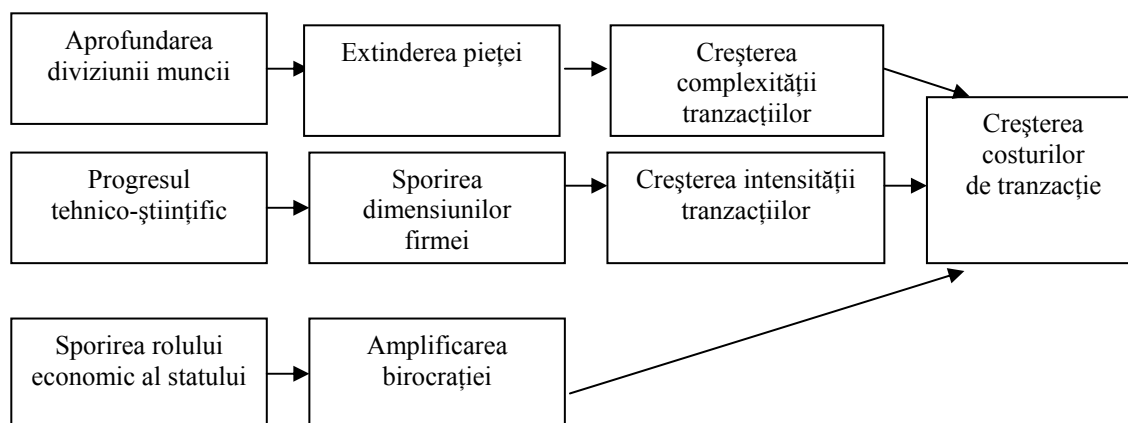 Aprofundarea
diviziunii muncii
Extinderea pieței
Creşterea
complexității
tranzacțiilor
Creşterea
costurilor
de tranzacție
Progresul
tehnico-ştiințific
Sporirea
dimensiunilor
firmei
Creşterea intensității
tranzacțiilor
Sporirea rolului
economic al statului
Amplificarea
birocrației